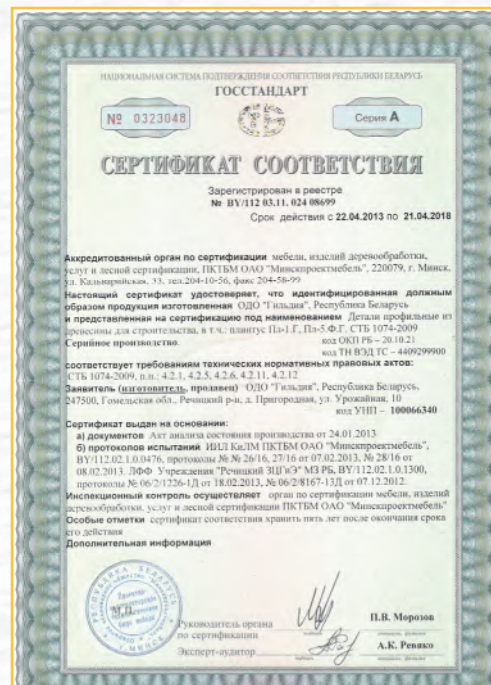 НАЦИОНАЛЬНАЯ СИСТЕМА ПОДТВЕРЖДЕНИЯ СООТВЕТСТВИЯ РЕСПУБЛИКИ БЕЛАРУСЬ
ГОССТАНДАРТ
№ 0323048
Серия А
СЕРТИФИКАТ СООТВЕТСТВИЯ
Зарегистрирован в реестре
№ BY/112 03.11. 024 08699
Срок действия с 22.04.2013 по 21.04.2018
Аккредитованный орган по сертификации мебели, изделий деревообработки,
услуг и лесной сертификации, ПКТБМ ОАО "Минскпроектмебель", 220079, г. Минск,
ул. Кальварийская, 33, тел.204-10-56, факс 204-58-99
Настоящий сертификат удостоверяет, что идентифицированная должным
образом продукция изготовленная ОДО "Гильдия", Республика Беларусь
и представленная на сертификацию под наименованием Детали профильные из
древесины для строительства, в т.ч.: плинтус Пл-1.Г, Пл-5.Ф.Г. СТБ 1074-2009
Серийное производство. код ОКП РБ – 20.10.21
код ТН ВЭД ТС – 4409299900
соответствует требованиям технических нормативных правовых актов:
СТБ 1074-2009, п.п.: 4.2.1, 4.2.5, 4.2.6, 4.2.11, 4.2.12
Заявитель (изготовитель, продавец) ОДО "Гильдия", Республика Беларусь,
247500, Гомельская обл., Речицкий р-н, д. Пригородная, ул. Урожайная, 10
код УНП – 100066340
Сертификат выдан на основании:
а) документов Акт анализа состояния производства от 24.01.2013
б) протоколов испытаний ИИЛ КиЛМ ПКТБМ ОАО "Минскпроектмебель",
BY/112.02.1.0.0476, протоколы № № 26/16, 27/16 от 07.02.2013, № 28/16 от
08.02.2013. ЛФФ Учреждения "Речицкий ЗЦГиЭ" МЗ РБ, BY/112.02.1.0.1300,
протоколы № 06/2/1226-1Д от 18.02.2013, № 06/2/8167-13Д от 07.12.2012.
Инспекционный контроль осуществляет орган по сертификации мебели, изделий
деревообработки, услуг и лесной сертификации ПКТБМ ОАО "Минскпроектмебель"
Особые отметки сертификат соответствия хранить пять лет после окончания срока
его действия
Дополнительная информация
М.П.
Руководитель органа
по сертификации
П.В. Морозов
Эксперт-аудитор
А.К. Ревяко